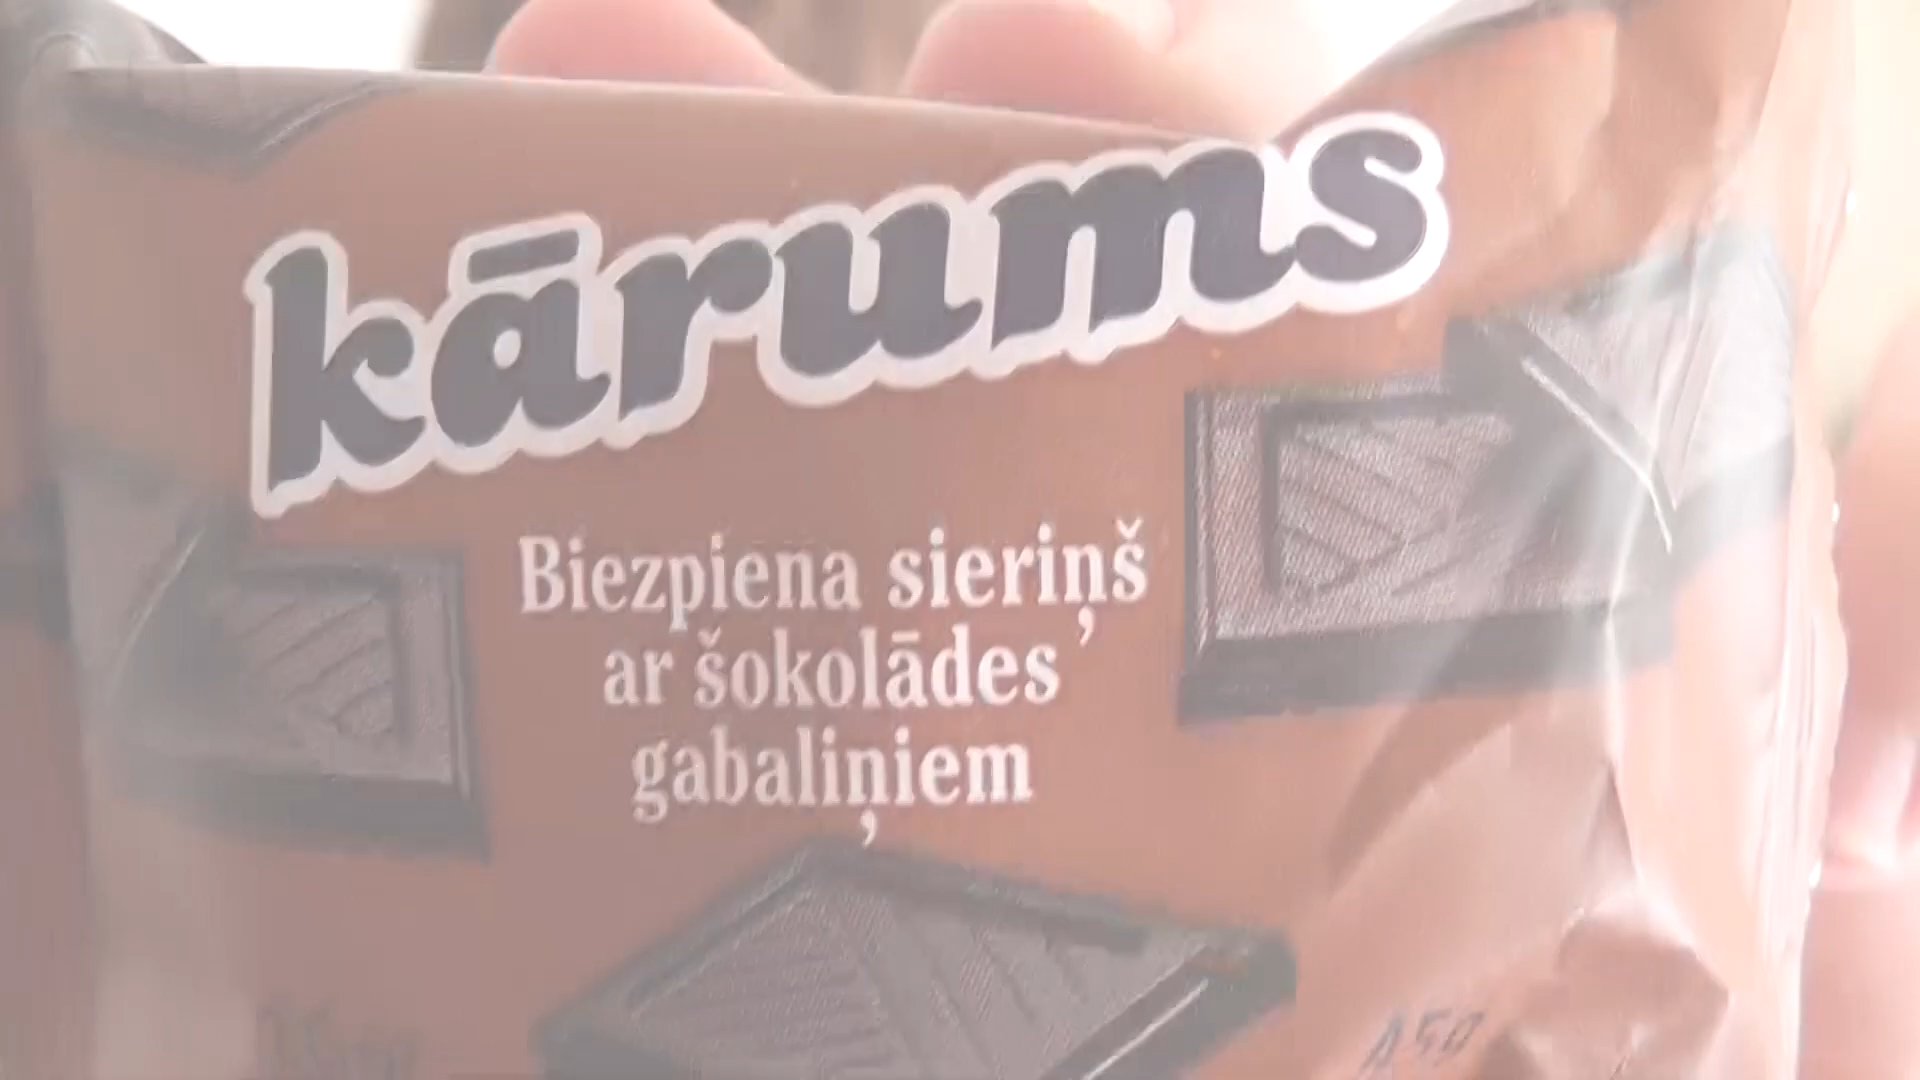 kārums
Biezpiena sieriņš
ar šokolādes
gabaliņiem